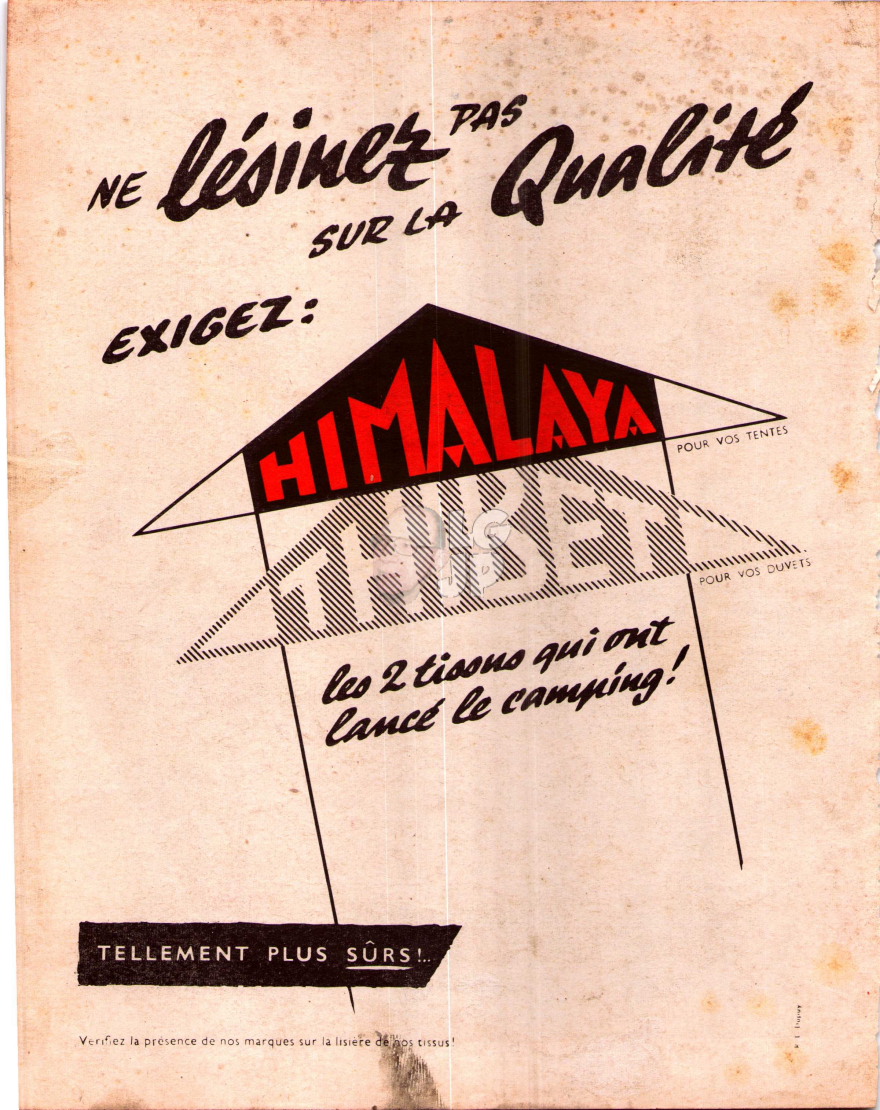 NE lésinez PAS
SUR LA Qualité
EXIGEZ:
HIMALAYA
POUR VOS TENTES
THIBET
POUR VOS DUVETS
les 2 tissus qui ont
lancé le camping!
TELLEMENT PLUS SÛRS!..
Vérifiez la présence de nos marques sur la lisière de nos tissus!